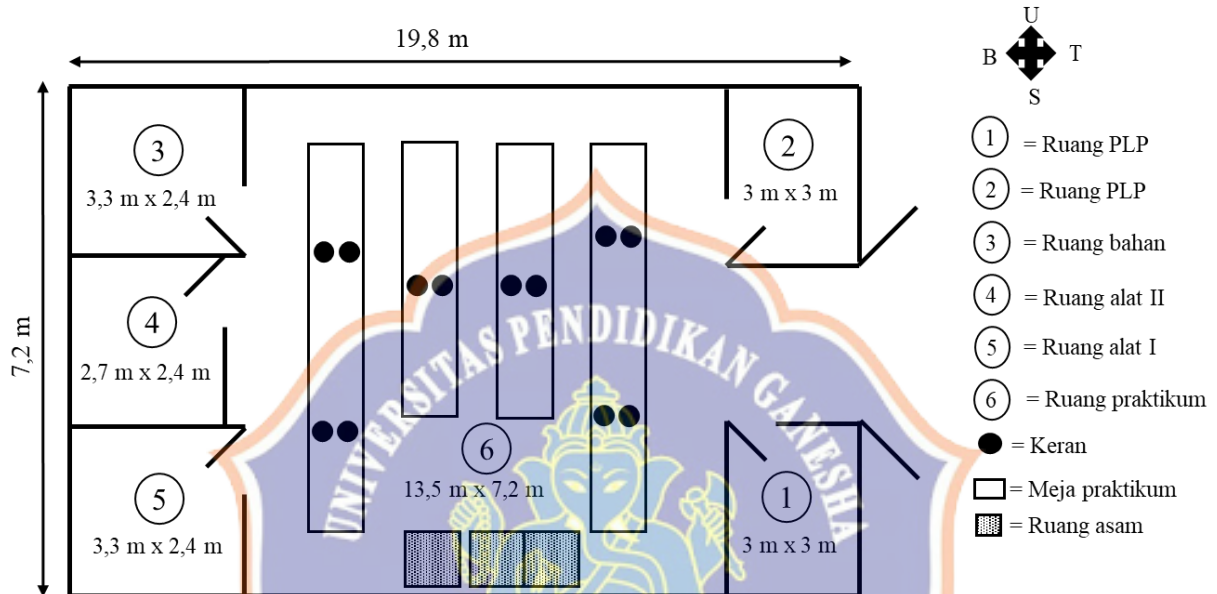 19,8 m
7,2 m
U
B
T
S
3
3,3 m x 2,4 m
2
3 m x 3 m
4
2,7 m x 2,4 m
6
13,5 m x 7,2 m
5
3,3 m x 2,4 m
1
3 m x 3 m
UNIVERSITAS PENDIDIKAN GANESHA
1 = Ruang PLP
2 = Ruang PLP
3 = Ruang bahan
4 = Ruang alat II
5 = Ruang alat I
6 = Ruang praktikum
= Keran
= Meja praktikum
= Ruang asam